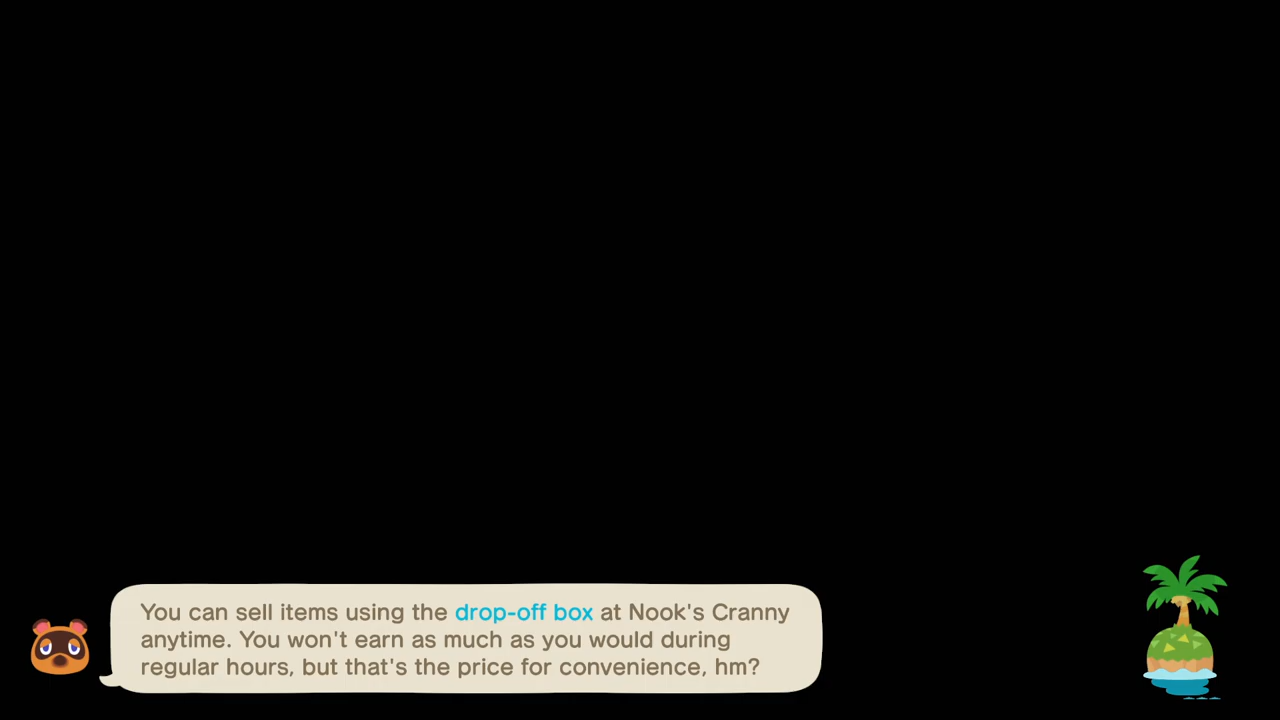 You can sell items using the drop-off box at Nook's Cranny
anytime. You won't earn as much as you would during
regular hours, but that's the price for convenience, hm?